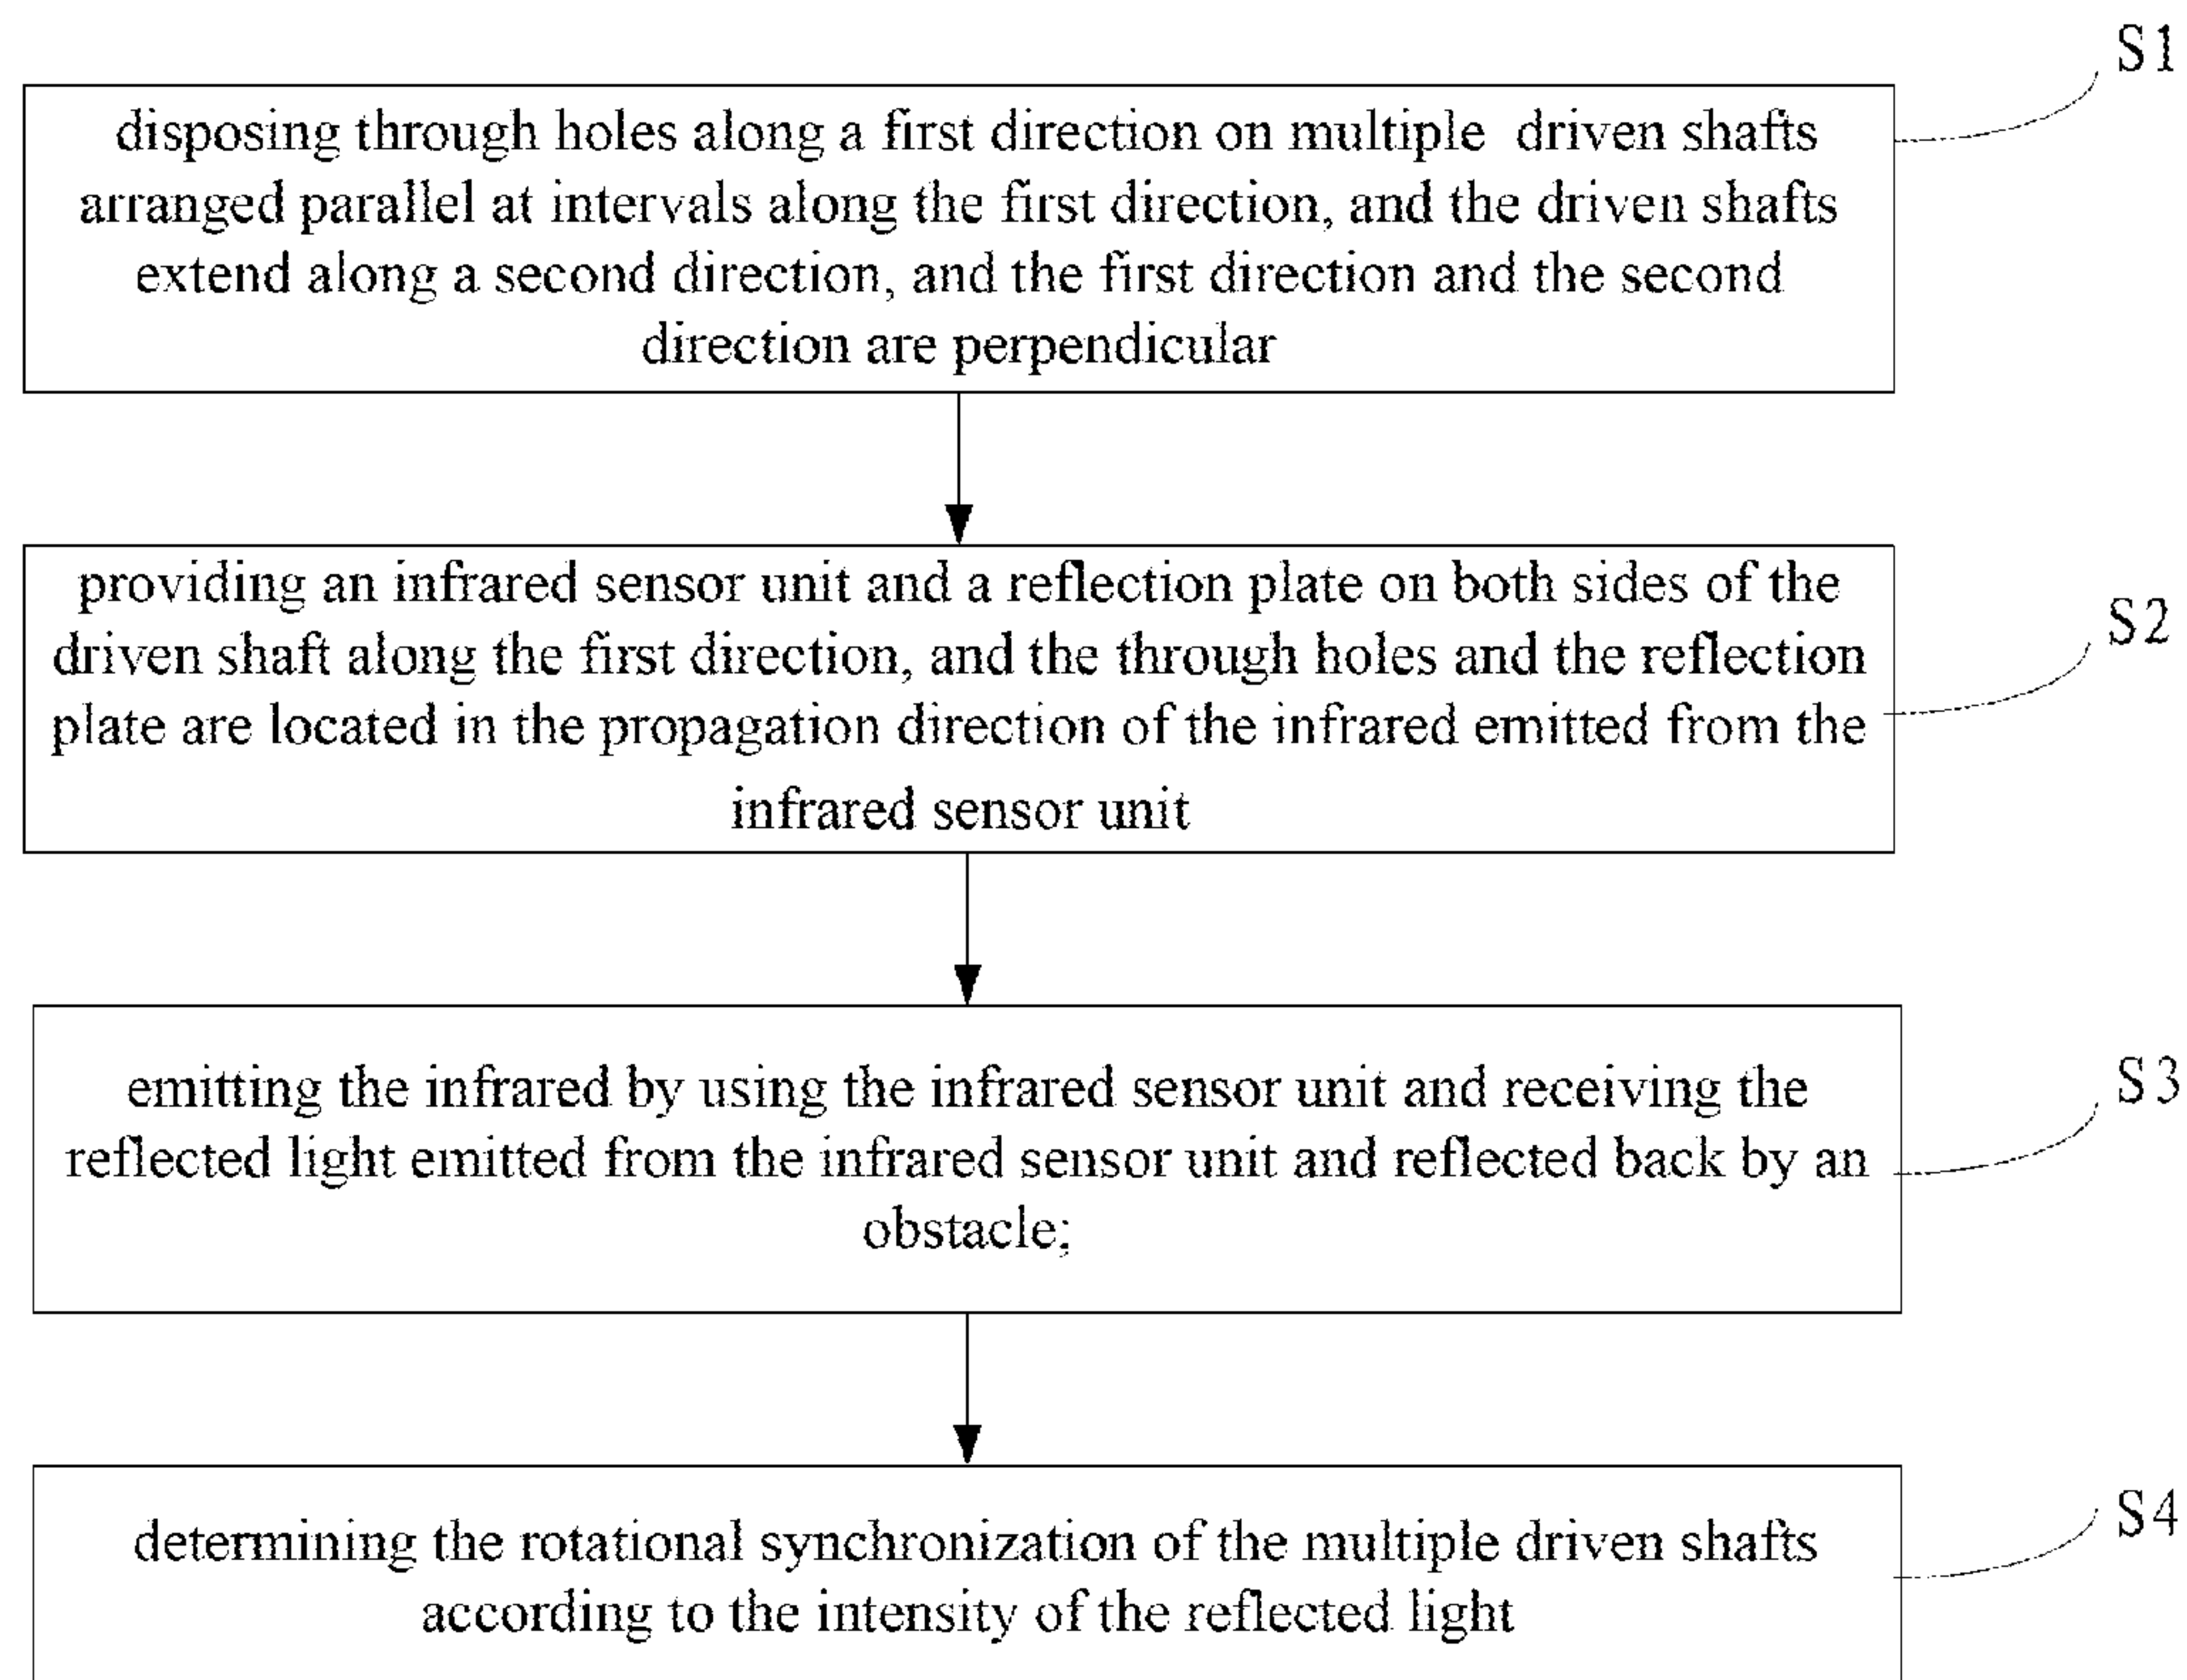 S1
disposing through holes along a first direction on multiple driven shafts
arranged parallel at intervals along the first direction, and the driven shafts
extend along a second direction, and the first direction and the second
direction are perpendicular
providing an infrared sensor unit and a reflection plate on both sides of the
driven shaft along the first direction, and the through holes and the reflection
plate are located in the propagation direction of the infrared emitted from the
infrared sensor unit
S2
emitting the infrared by using the infrared sensor unit and receiving the
reflected light emitted from the infrared sensor unit and reflected back by an
obstacle;
S3
determining the rotational synchronization of the multiple driven shafts
according to the intensity of the reflected light
S4